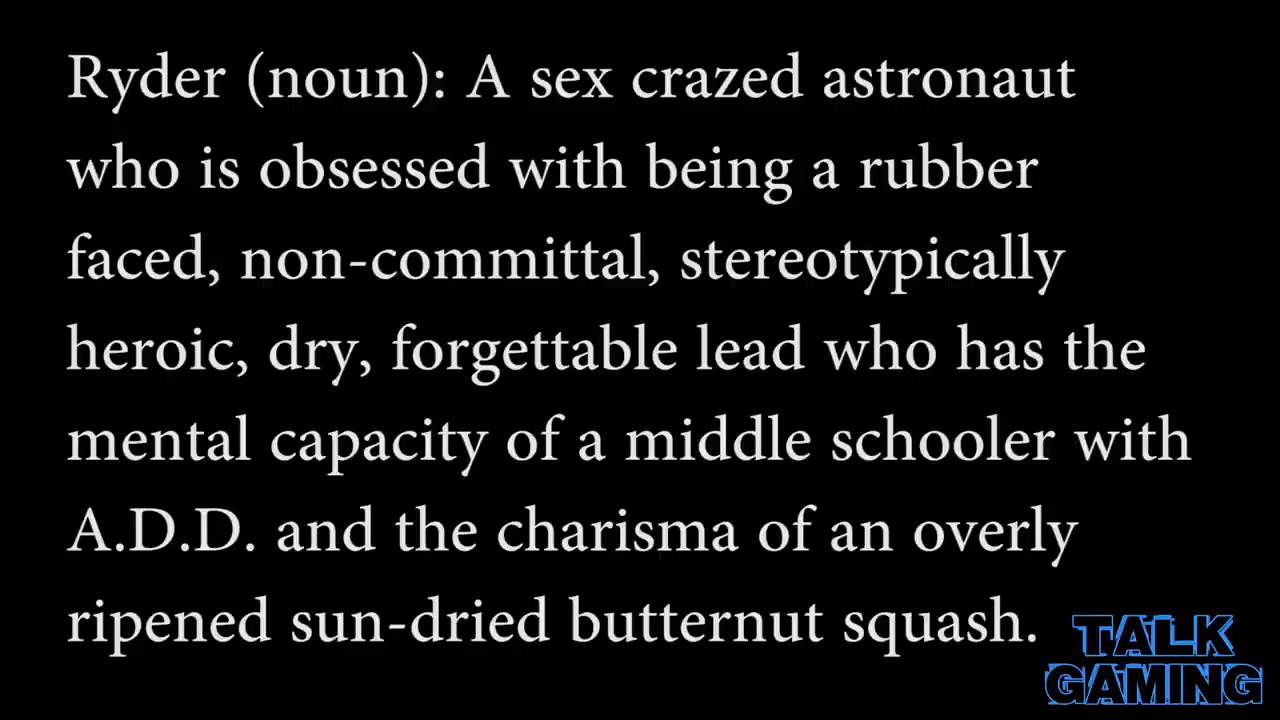 Ryder (noun): A sex crazed astronaut
who is obsessed with being a rubber
faced, non-committal, stereotypically
heroic, dry, forgettable lead who has the
mental capacity of a middle schooler with
A.D.D. and the charisma of an overly
ripened sun-dried butternut squash.
TALK
GAMING